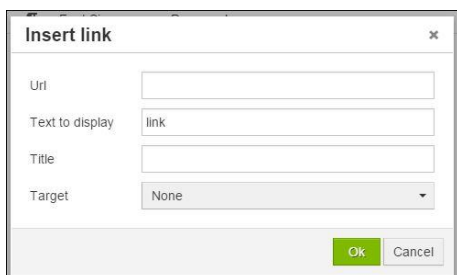 Insert link ×
Url
Text to display link
Title
Target None
Ok Cancel